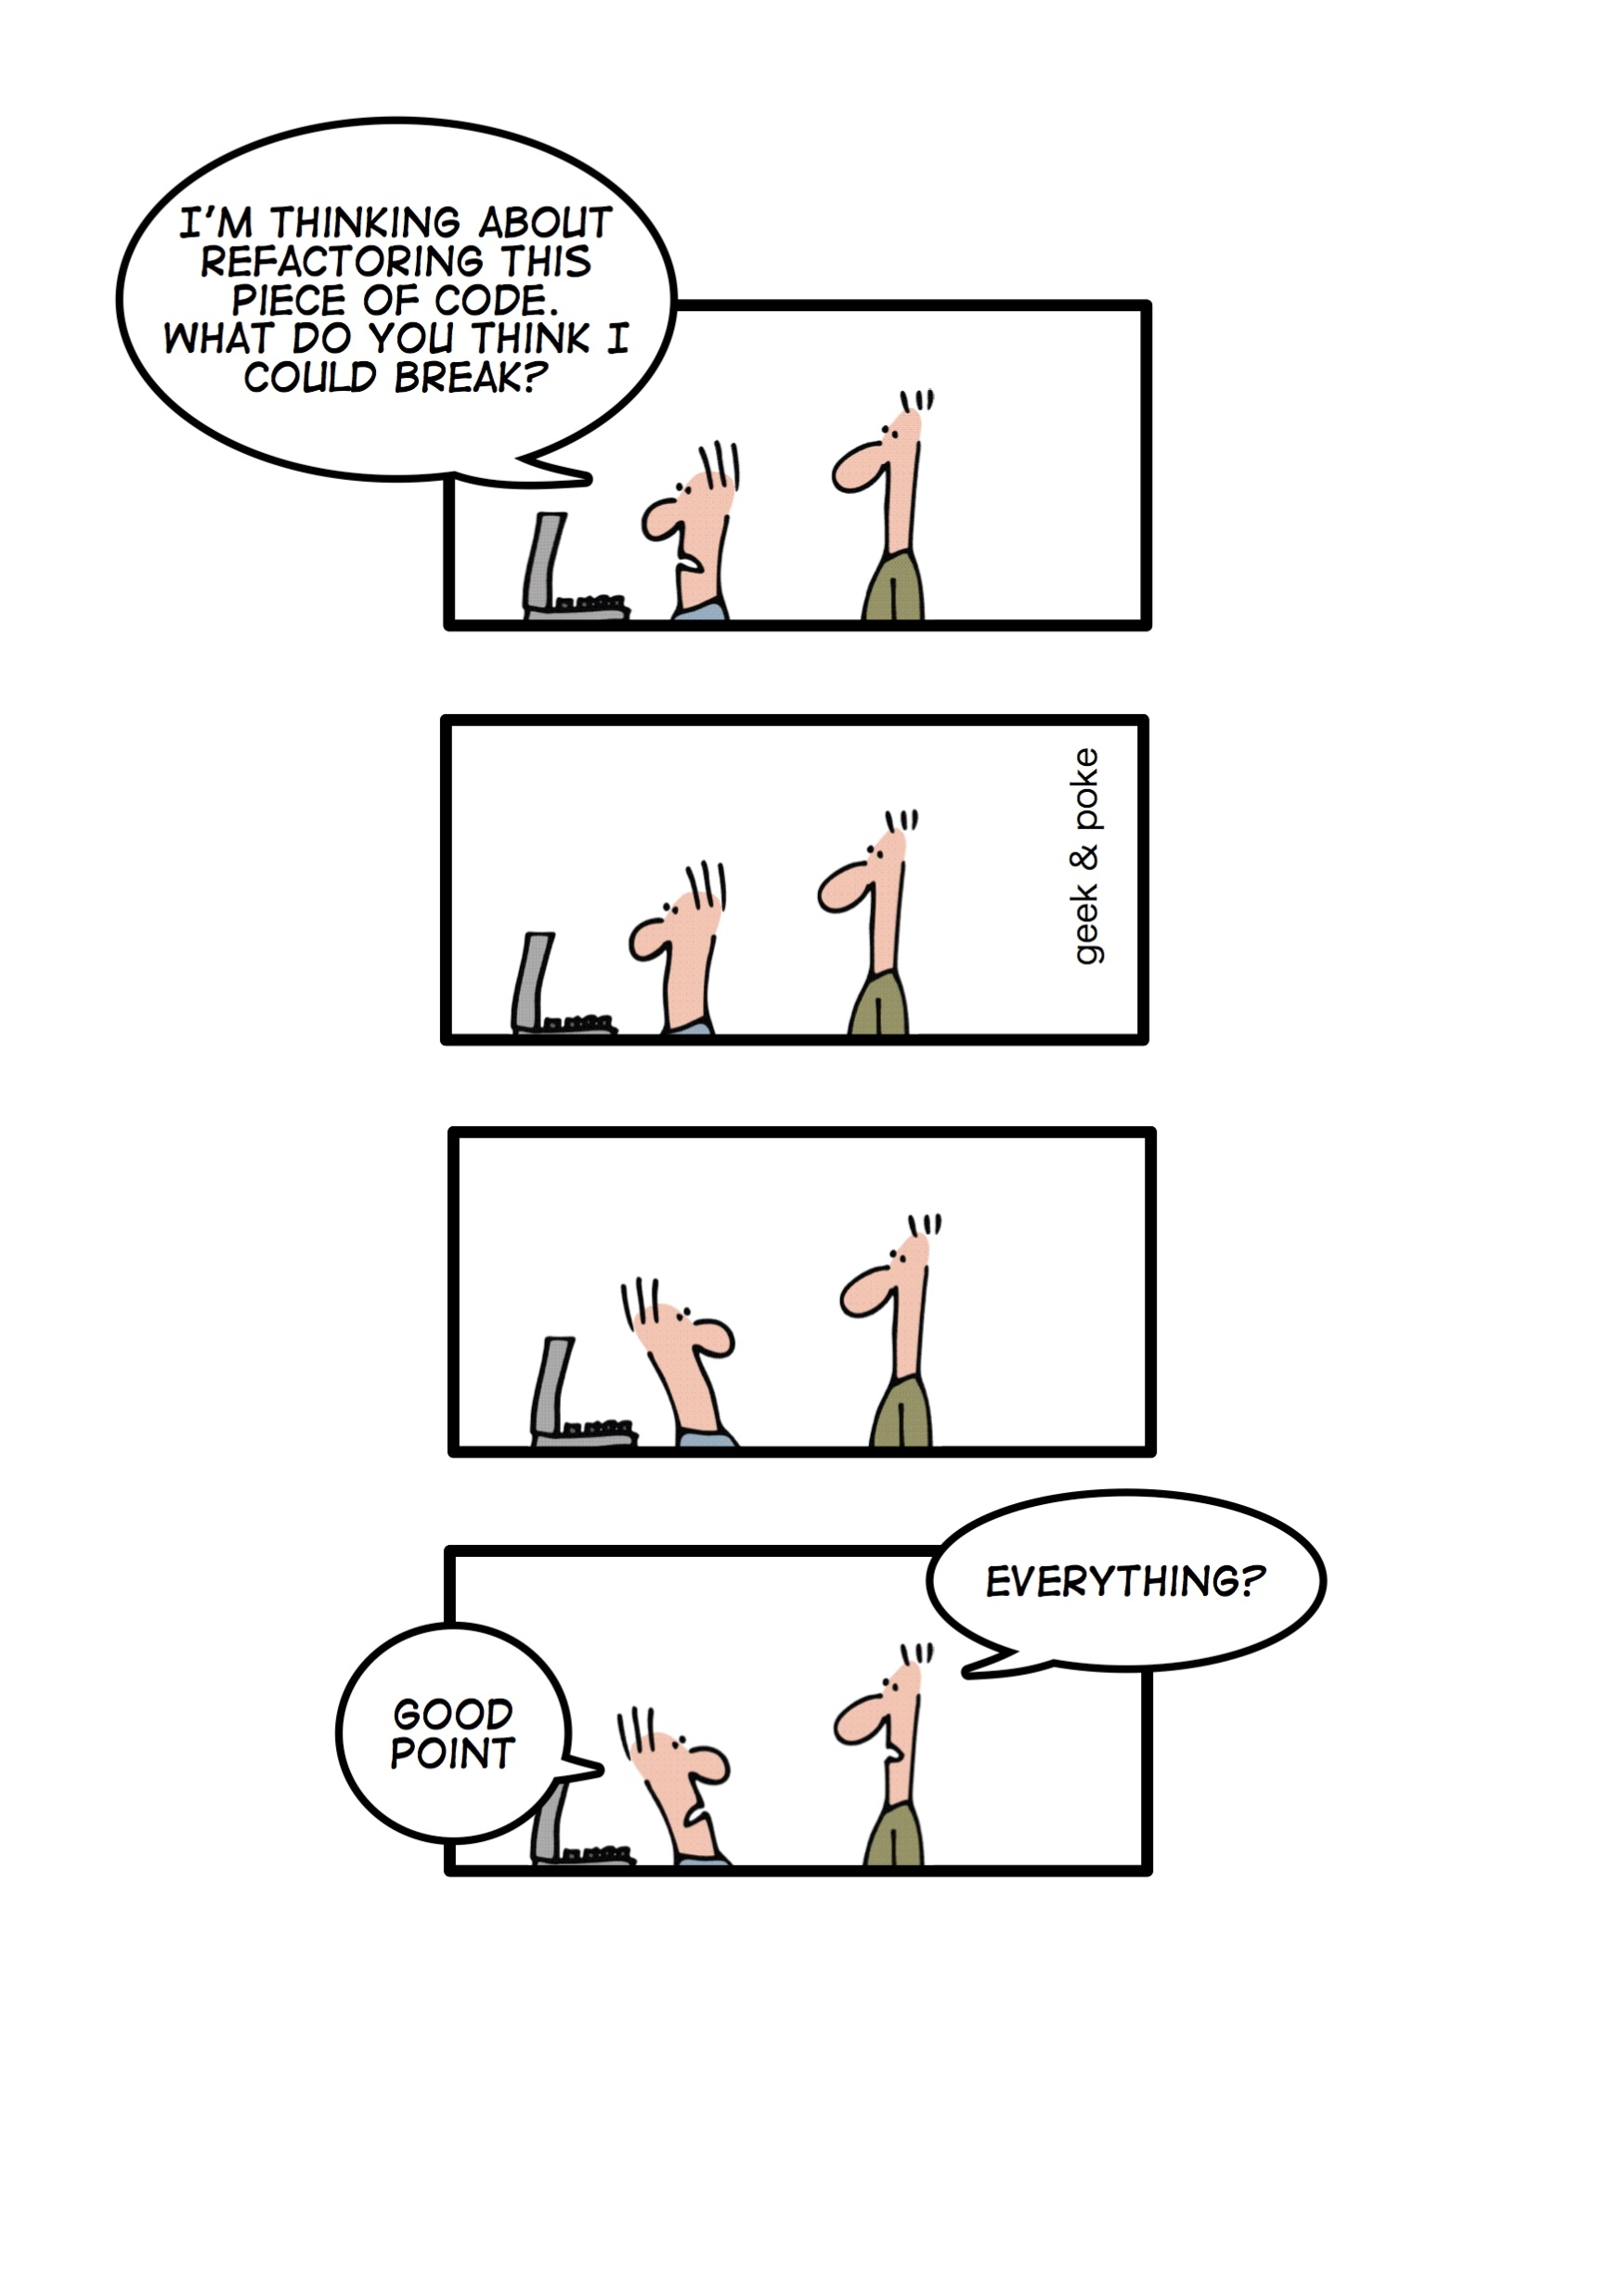 I'M THINKING ABOUT
REFACTORING THIS
PIECE OF CODE.
WHAT DO YOU THINK I
COULD BREAK?
geek & poke
EVERYTHING?
GOOD
POINT